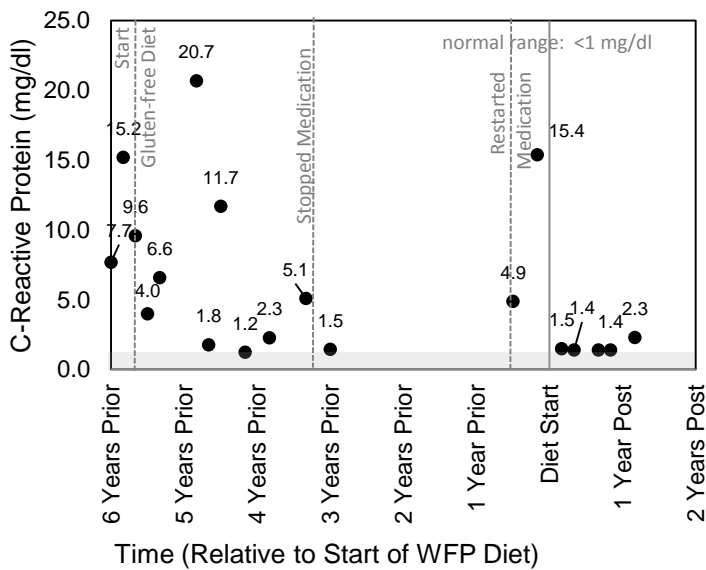 C-Reactive Protein (mg/dl)
25.0
20.0
15.0
10.0
5.0
0.0
Start
Gluten-free Diet
Stopped Medication
Restarted
Medication
normal range: <1 mg/dl
7.7
15.2
9.6
4.0
6.6
20.7
1.8
11.7
1.2
2.3
5.1
1.5
4.9
15.4
1.5
1.4
1.4
2.3
6 Years Prior
5 Years Prior
4 Years Prior
3 Years Prior
2 Years Prior
1 Year Prior
Diet Start
1 Year Post
2 Years Post
Time (Relative to Start of WFP Diet)